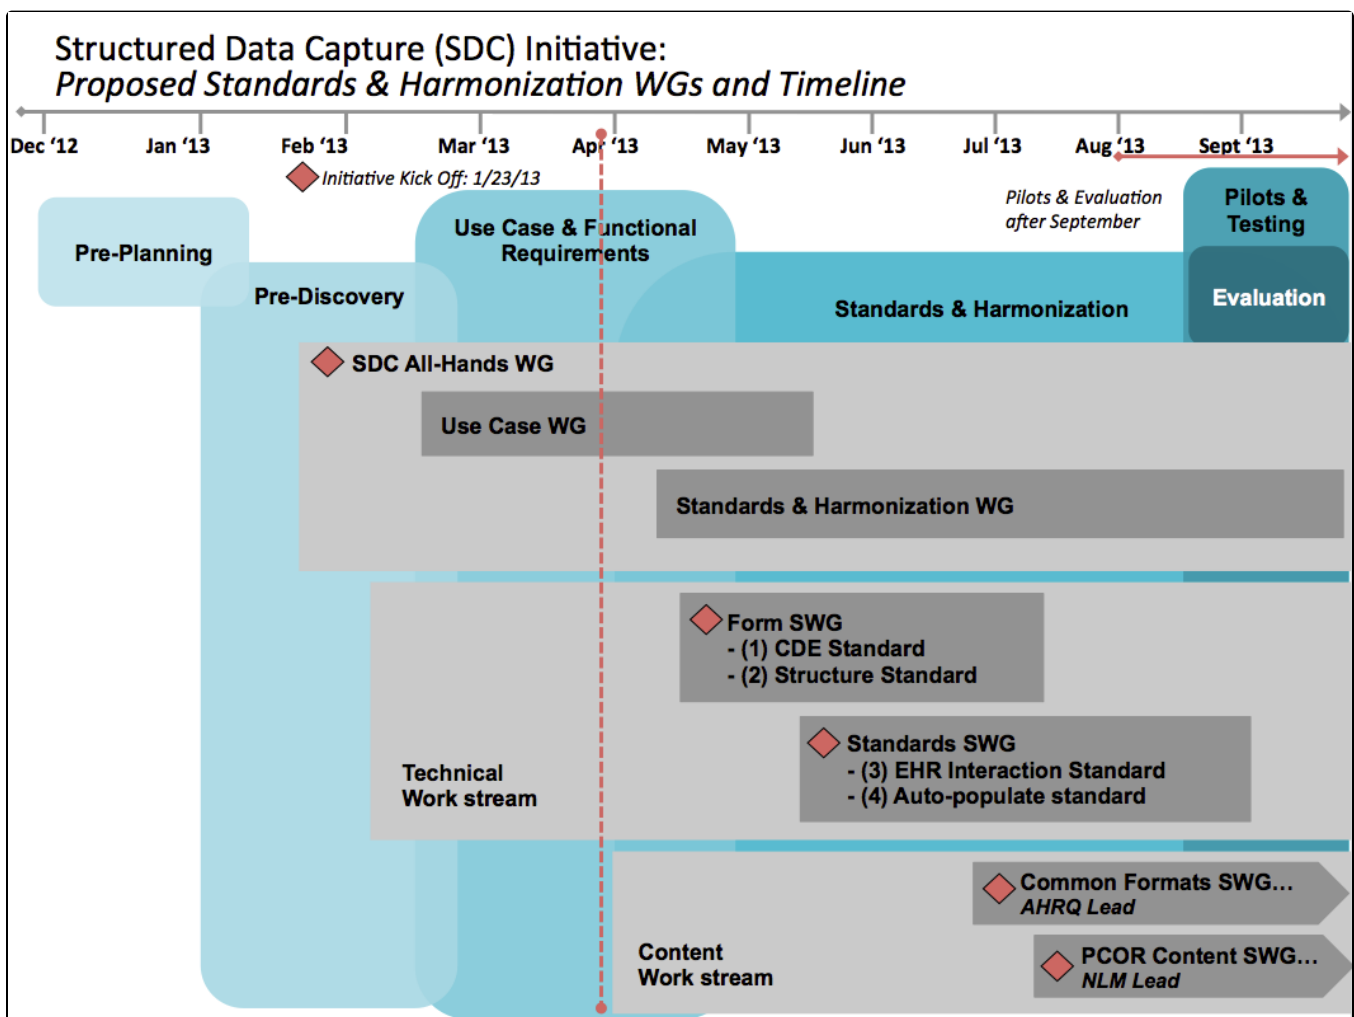 Structured Data Capture (SDC) Initiative:
Proposed Standards & Harmonization WGs and Timeline
Dec ‘12 Jan ‘13 Feb ‘13 Mar ‘13 Apr ‘13 May ‘13 Jun ‘13 Jul ‘13 Aug ‘13 Sept ‘13
Initiative Kick Off: 1/23/13
Pre-Planning
Pre-Discovery
Use Case & Functional
Requirements
Pilots & Evaluation
after September
Pilots &
Testing
Standards & Harmonization
Evaluation
SDC All-Hands WG
Use Case WG
Standards & Harmonization WG
Technical
Work stream
Form SWG
- (1) CDE Standard
- (2) Structure Standard
Standards SWG
- (3) EHR Interaction Standard
- (4) Auto-populate standard
Content
Work stream
Common Formats SWG…
AHRQ Lead
PCOR Content SWG…
NLM Lead